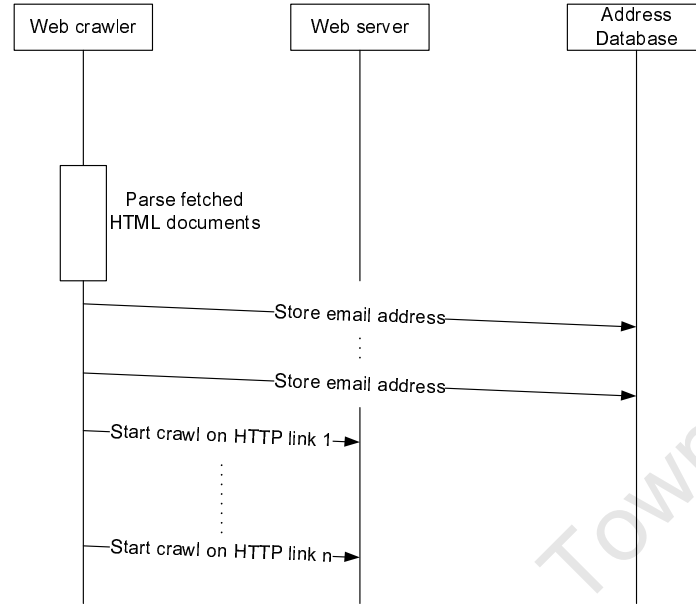 Web crawler
Web server
Address
Database
Parse fetched
HTML documents
Store email address
Store email address
Start crawl on HTTP link 1
Start crawl on HTTP link n
Town